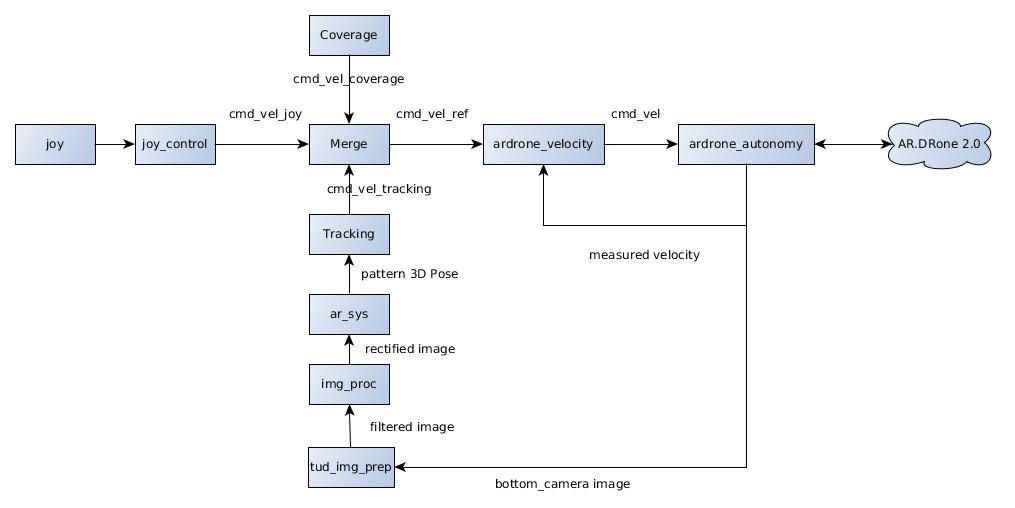 Coverage
cmd_vel_coverage
cmd_vel_joy
cmd_vel_ref
cmd_vel
joy
joy_control
Merge
ardrone_velocity
ardrone_autonomy
AR.DRone 2.0
cmd_vel_tracking
Tracking
measured velocity
pattern 3D Pose
ar_sys
rectified image
img_proc
filtered image
tud_img_prep
bottom_camera image